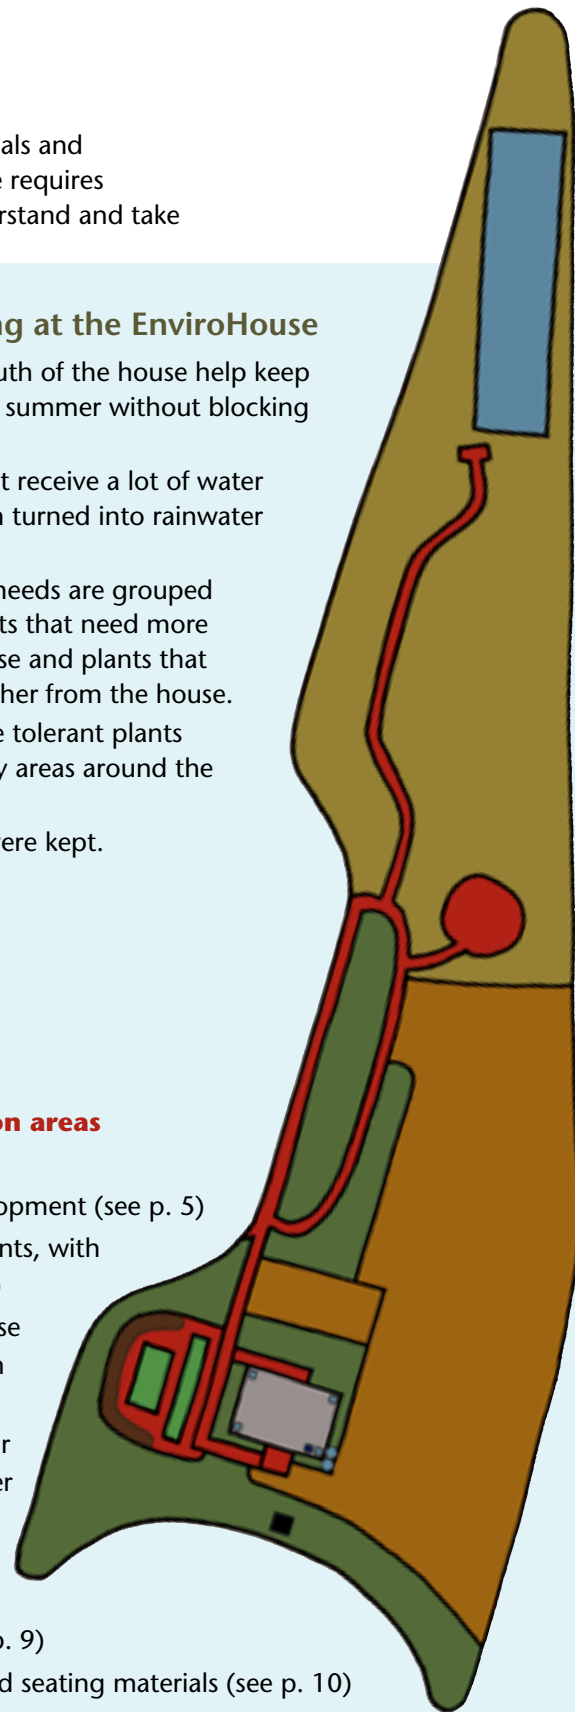 als and
e requires
rstand and take
ng at the EnviroHouse
uth of the house help keep
summer without blocking
t receive a lot of water
n turned into rainwater
needs are grouped
ts that need more
se and plants that
her from the house.
e tolerant plants
y areas around the
were kept.
on areas
opment (see p. 5)
nts, with
)
se
n
r
er
p. 9)
d seating materials (see p. 10)